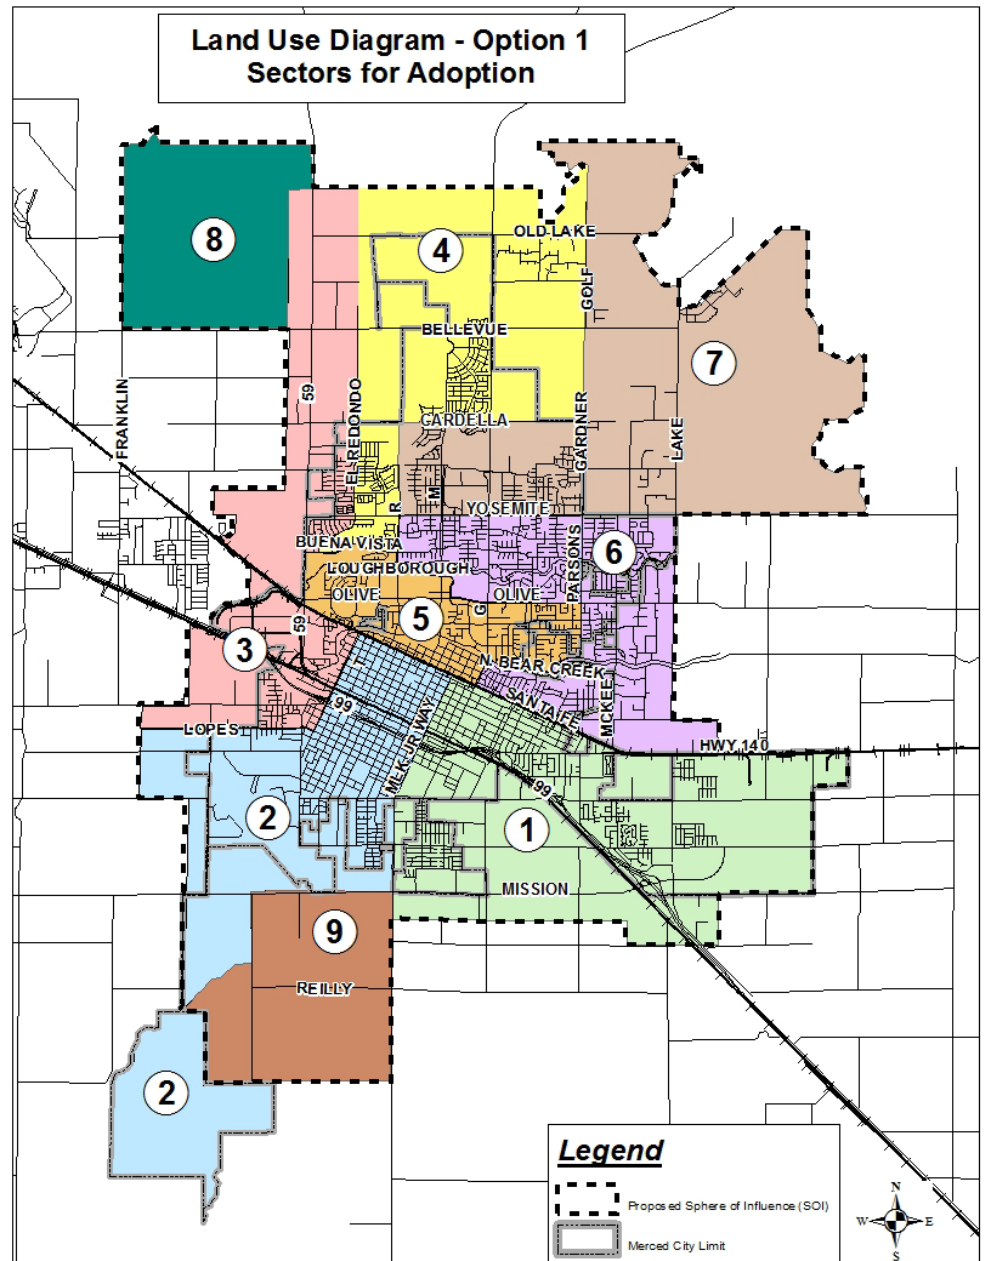 Land Use Diagram - Option 1
Sectors for Adoption
8
4
OLD LAKE
GOLF
BELLEVUE
7
59
FRANKLIN
EL REDONDO
CARDELLA
GARDNER
LAKE
M
R
YOSEMITE
BUENA VISTA
6
PARSONS
LOUGHBOROUGH
OLIVE
OLIVE
G
5
59
3
T
N. BEAR CREEK
SANTA FE
MCKEE
99
MLK JR WAY
LOPES
HWY 140
99
2
1
MISSION
9
REILLY
2
Legend
Proposed Sphere of Influence (SOI)
Merced City Limit
N
W
E
S